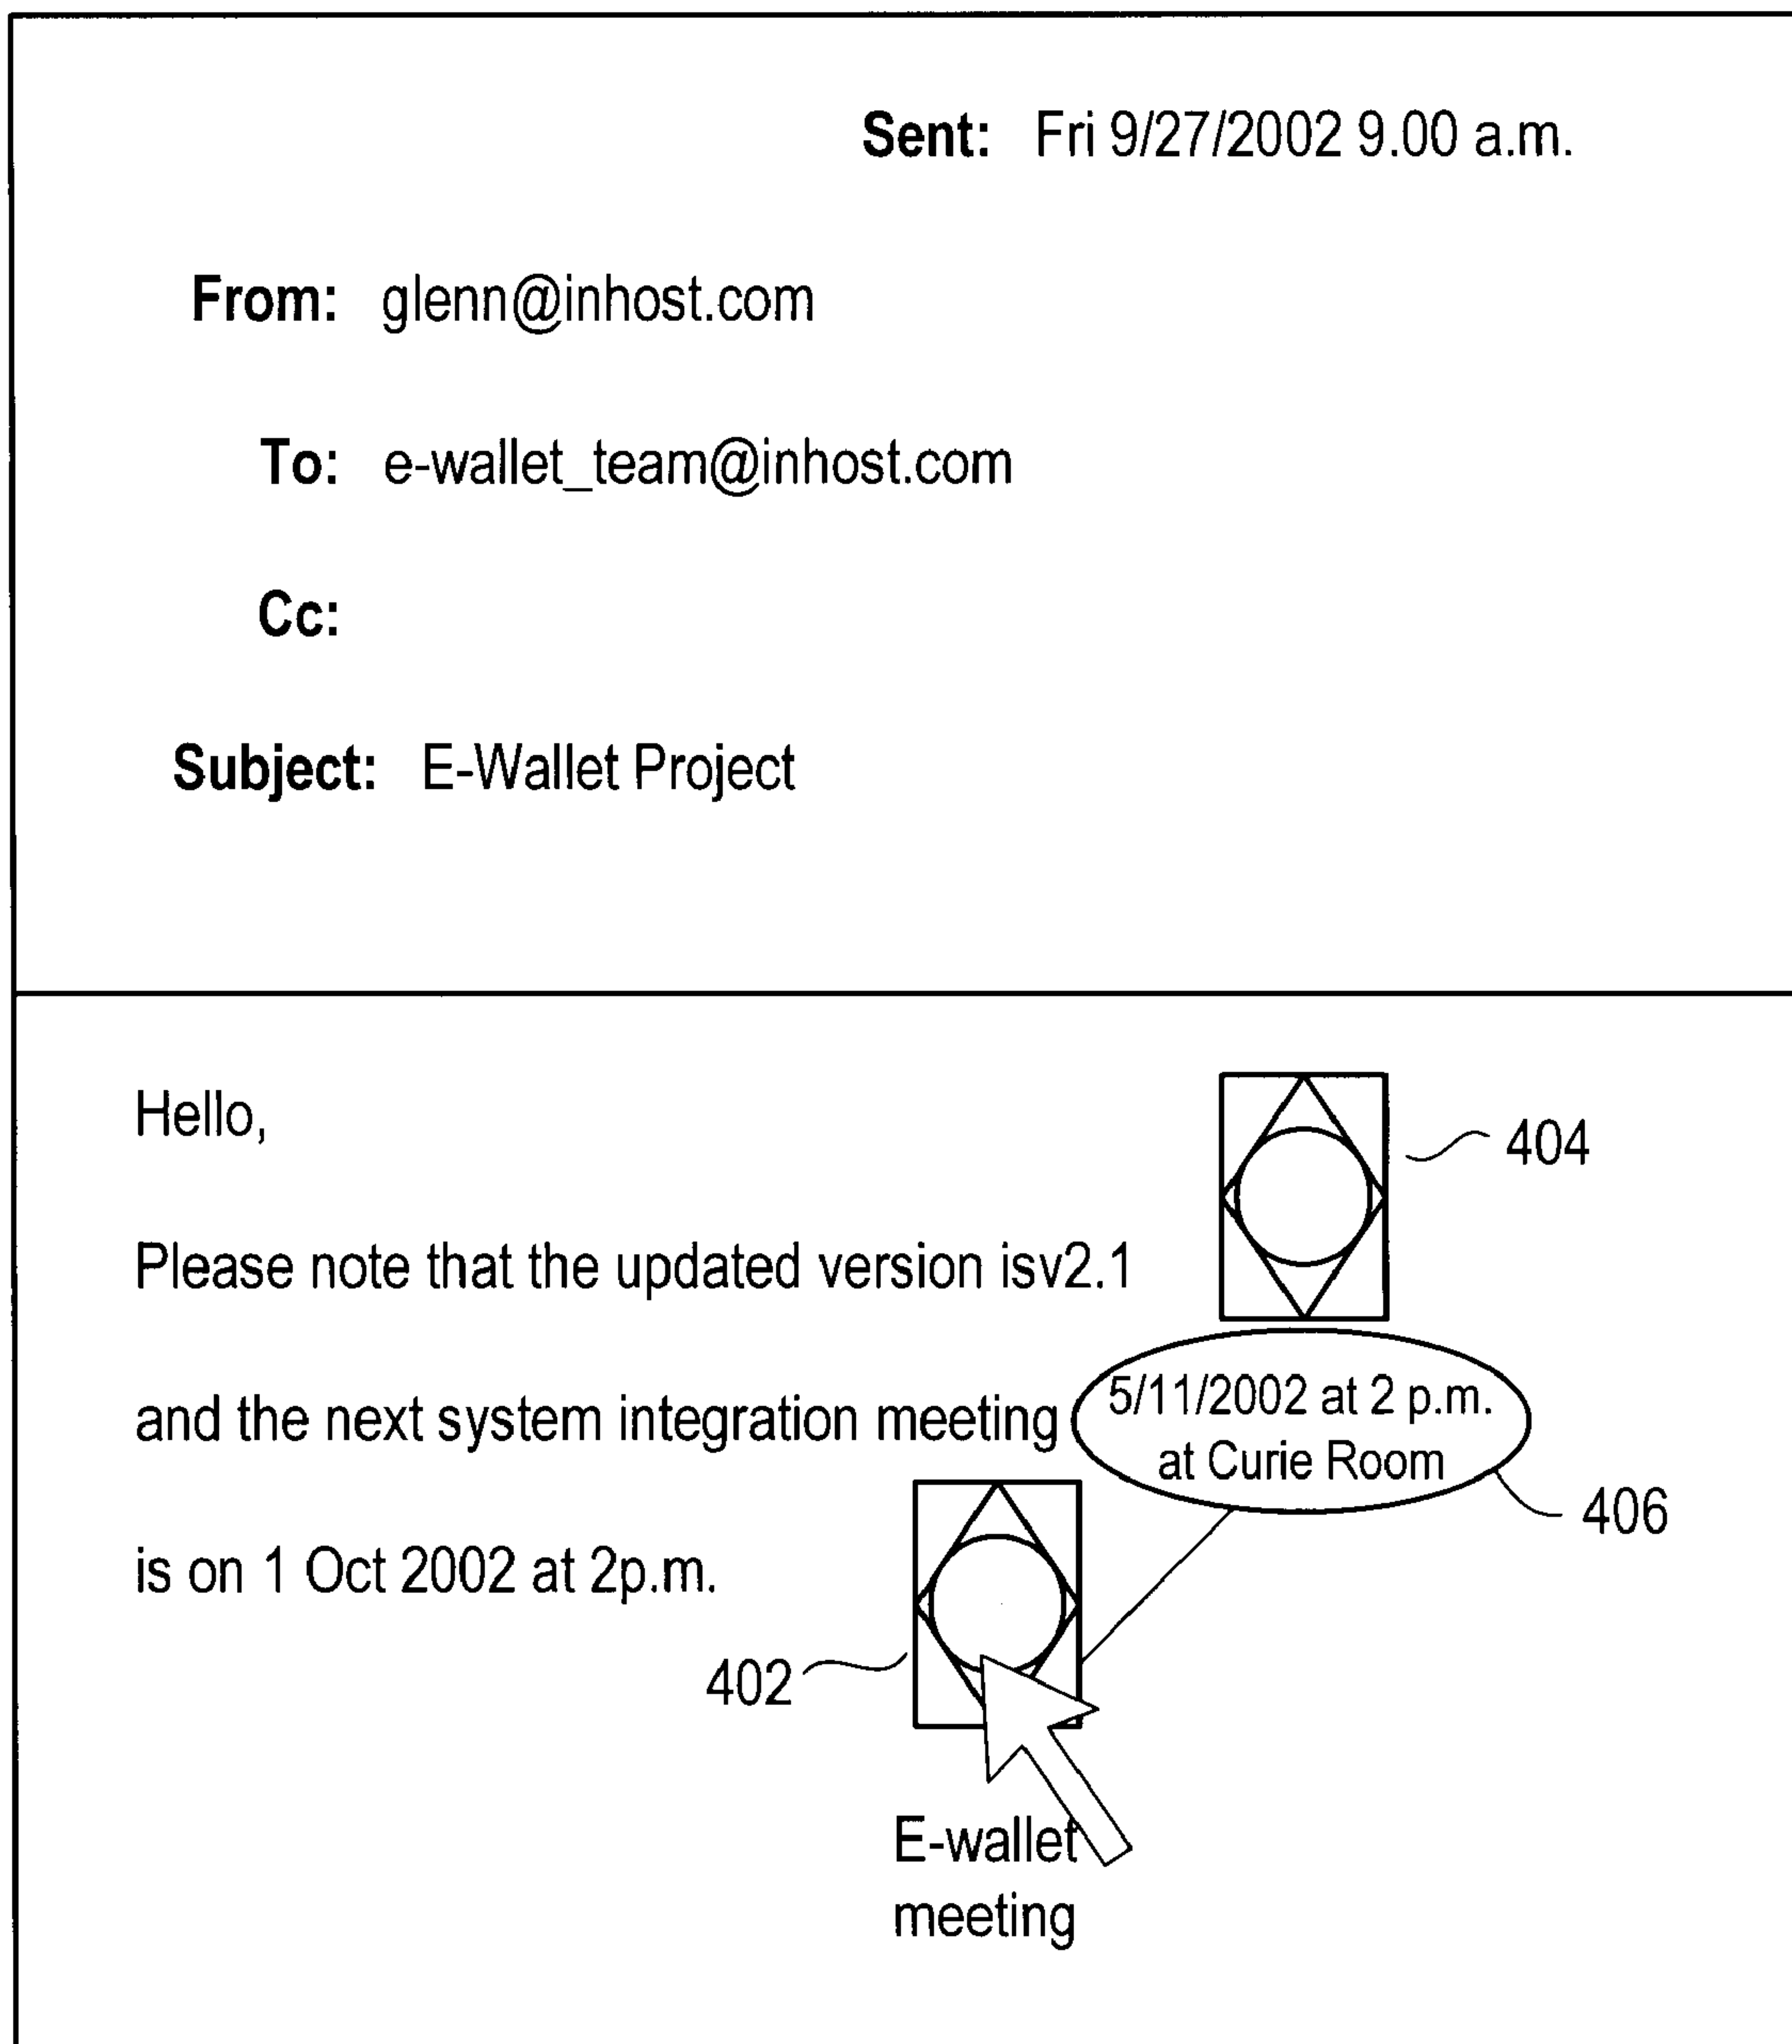 Sent: Fri 9/27/2002 9.00 a.m.
From: glenn@inhost.com
To: e-wallet_team@inhost.com
Cc:
Subject: E-Wallet Project
Hello,
404
Please note that the updated version isv2.1
and the next system integration meeting
5/11/2002 at 2 p.m.
at Curie Room
406
is on 1 Oct 2002 at 2p.m.
402
E-wallet
meeting